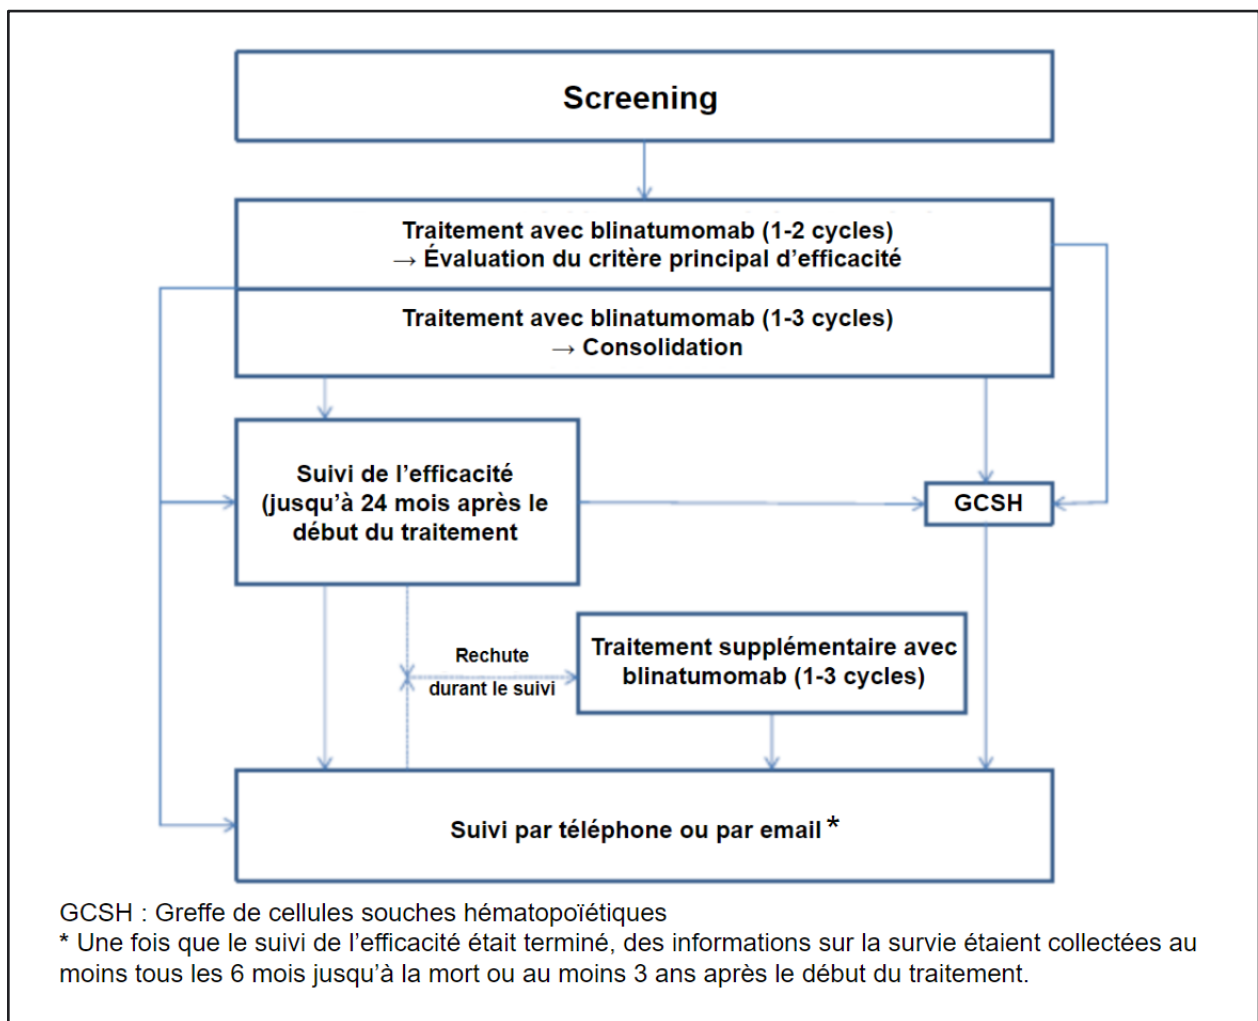 Screening
Traitement avec blinatumomab (1-2 cycles)
→ Évaluation du critère principal d’efficacité
Traitement avec blinatumomab (1-3 cycles)
→ Consolidation
Suivi de l’efficacité
(jusqu’à 24 mois après le
début du traitement
GCSH
Rechute
durant le suivi
Traitement supplémentaire avec
blinatumomab (1-3 cycles)
Suivi par téléphone ou par email *
GCSH : Greffe de cellules souches hématopoïétiques
* Une fois que le suivi de l’efficacité était terminé, des informations sur la survie étaient collectées au
moins tous les 6 mois jusqu’à la mort ou au moins 3 ans après le début du traitement.